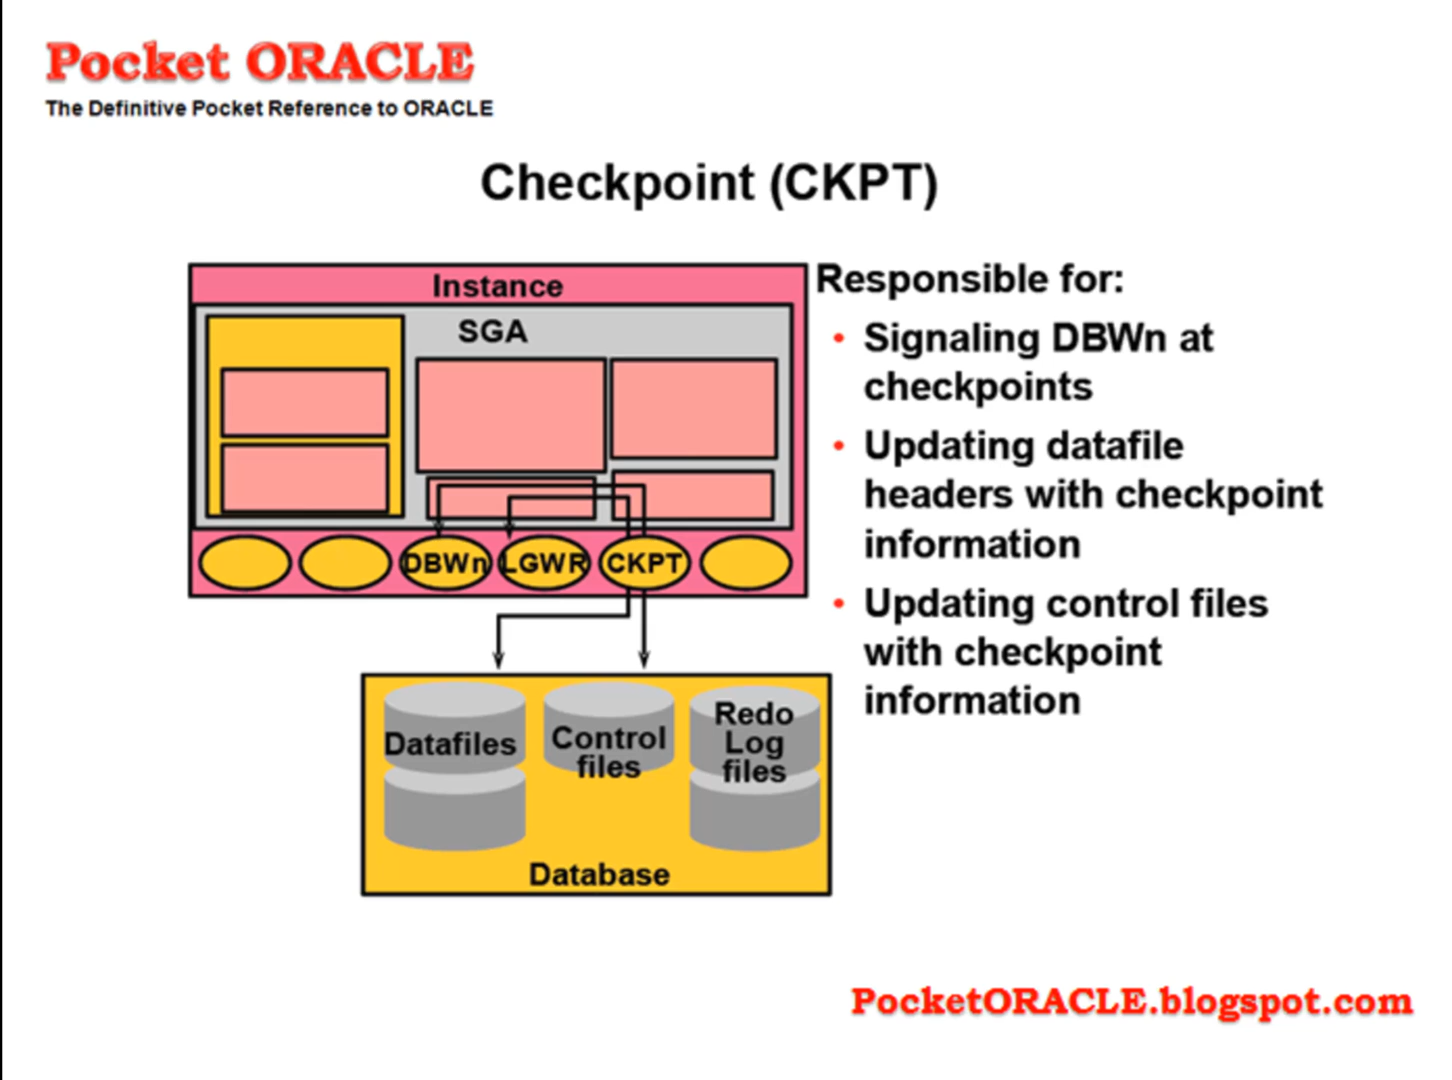 Pocket ORACLE
The Definitive Pocket Reference to ORACLE
Checkpoint (CKPT)
Instance
SGA
DBWn LGWR CKPT
Datafiles
Control
files
Redo
Log
files
Database
Responsible for:
• Signaling DBWn at
checkpoints
• Updating datafile
headers with checkpoint
information
• Updating control files
with checkpoint
information
PocketORACLE.blogspot.com